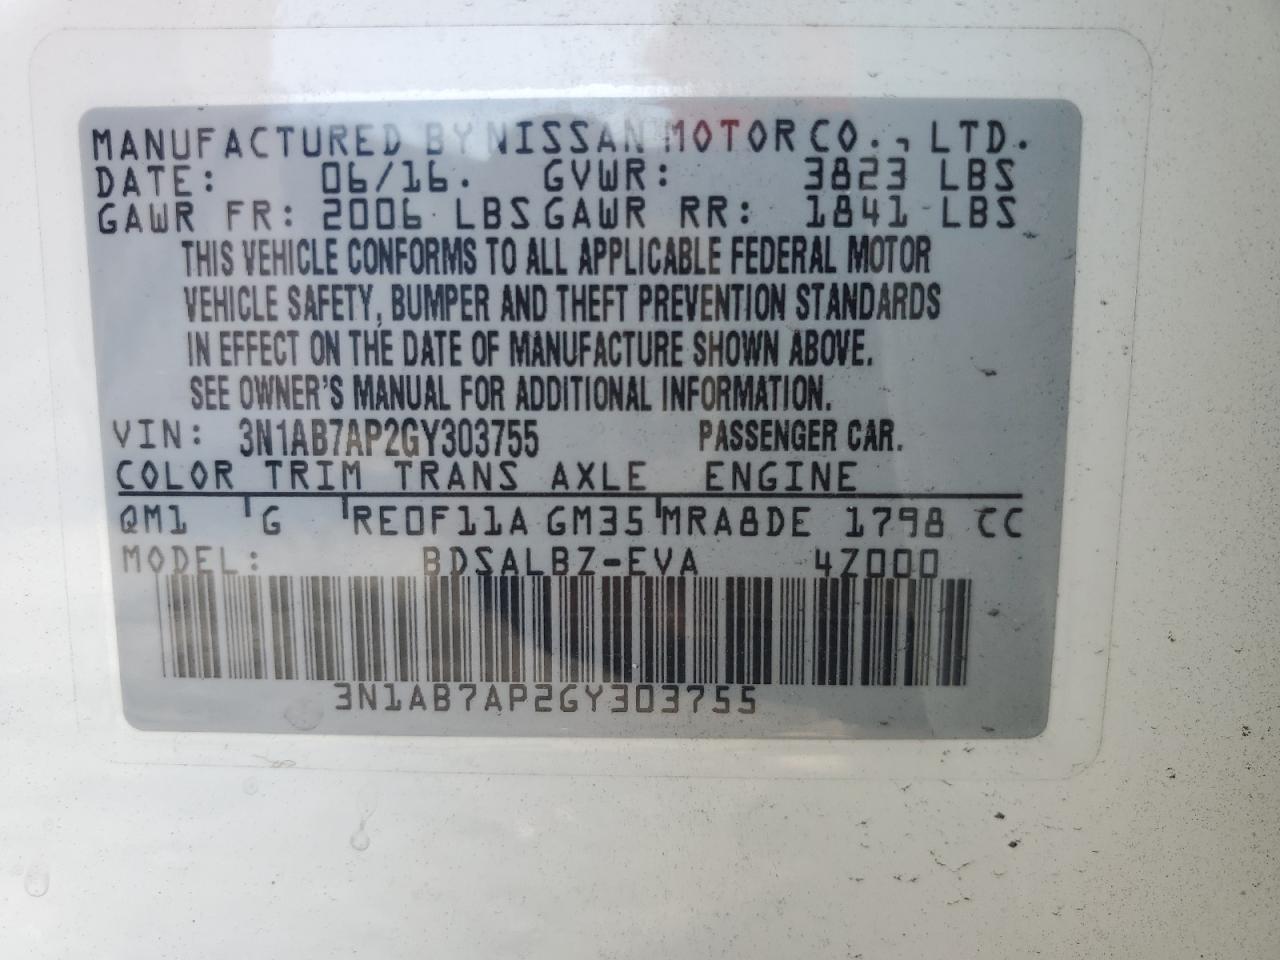 MANUFACTURED BY NISSAN MOTOR CO., LTD.
DATE: 06/16. GVWR: 3823 LBS
GAWR FR: 2006 LBS GAWR RR: 1841 LBS
THIS VEHICLE CONFORMS TO ALL APPLICABLE FEDERAL MOTOR
VEHICLE SAFETY, BUMPER AND THEFT PREVENTION STANDARDS
IN EFFECT ON THE DATE OF MANUFACTURE SHOWN ABOVE.
SEE OWNER'S MANUAL FOR ADDITIONAL INFORMATION.
VIN: 3N1AB7AP2GY303755 PASSENGER CAR.
COLOR TRIM TRANS AXLE ENGINE
QM1 G RE0F11A GM35 MRA8DE 1798 CC
MODEL: BDSALBZ-EVA 4Z000
3N1AB7AP2GY303755